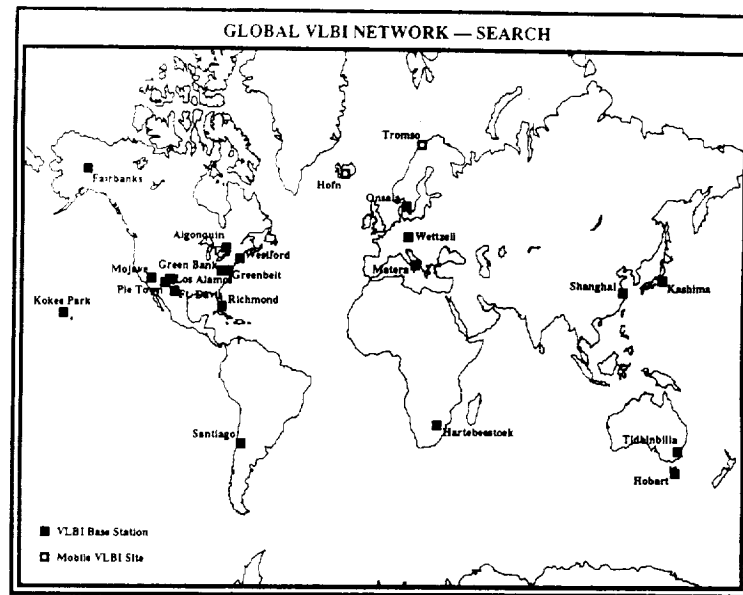 GLOBAL VLBI NETWORK — SEARCH
Tromso
Fairbanks
Hofn
Onsala
Algonquin
Wettzell
Westford
Green Bank
Matera
Mojave
Los Alamos
Greenbelt
Pie Town
Ft. Davis
Shanghai
Kashima
Kokee Park
Richmond
Santiago
Hartebeestoek
Tidbinbilla
Hobart
VLBI Base Station
Mobile VLBI Site